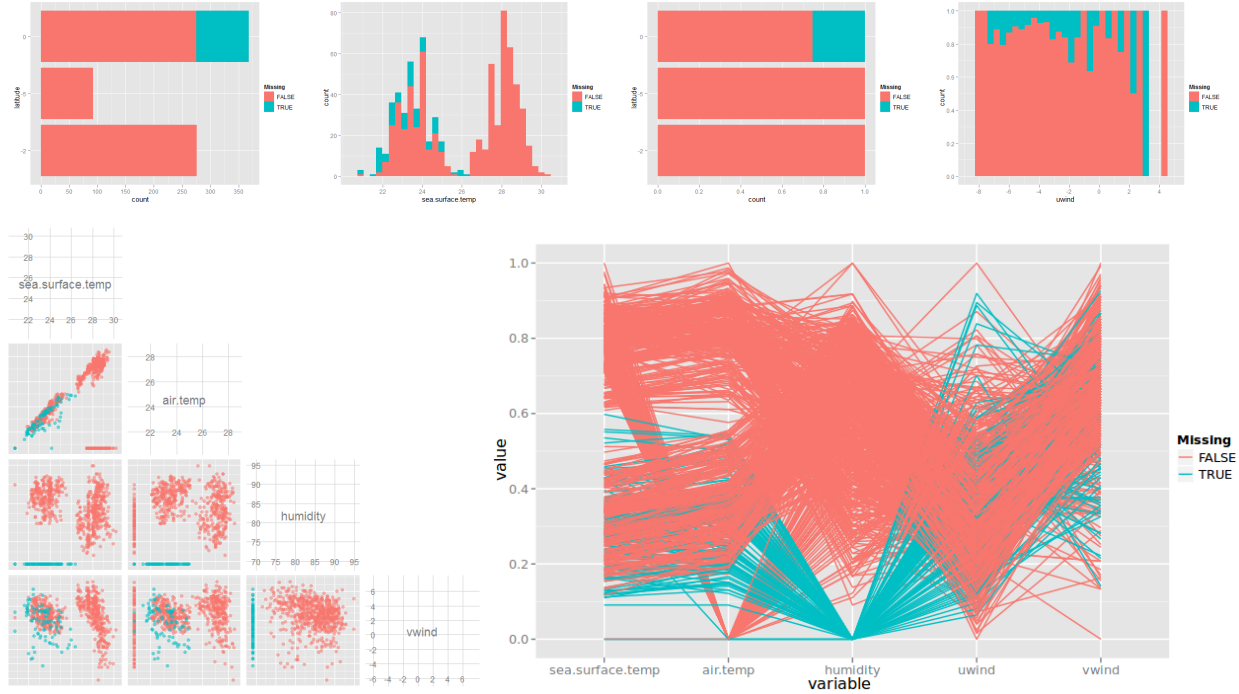 0
-5
-2
latitude
0 50 100 150 200 250 300 350
count
Missing
FALSE
TRUE
80
60
40
20
0
count
22 24 26 28 30
sea.surface.temp
Missing
FALSE
TRUE
0
-5
-2
latitude
0.0 0.2 0.4 0.6 0.8 1.0
count
Missing
FALSE
TRUE
1.0
0.8
0.6
0.4
0.2
0.0
count
-8 -6 -4 -2 0 2 4
uwind
Missing
FALSE
TRUE
30
28
26
sea.surface.temp
24
22
22 24 26 28 30
28
26
air.temp
24
22
22 24 26 28
95
90
85
humidity
80
75
70
70 75 80 85 90 95
6
4
2
vwind
0
-2
-4
-6
-6 -4 -2 0 2 4 6
1.0
0.8
0.6
0.4
0.2
0.0
value
sea.surface.temp air.temp humidity uwind vwind
variable
Missing
FALSE
TRUE